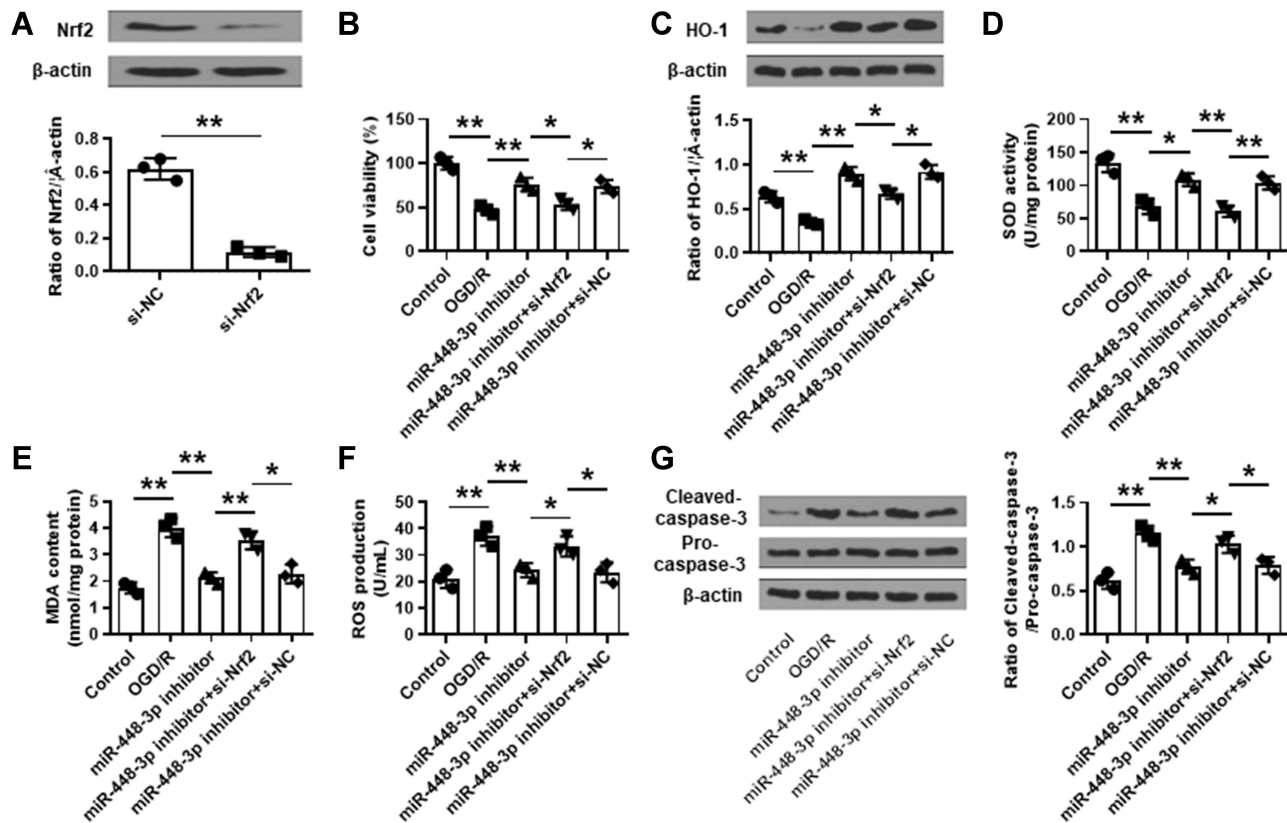 A
Nrf2
β-actin
Ratio of Nrf2/¦Â-actin
0.8
0.6
0.4
0.2
0.0
**
si-NC
si-Nrf2
B
Cell viability (%)
150
100
50
0
**
**
*
*
Control
OGD/R
miR-448-3p inhibitor
miR-448-3p inhibitor+si-Nrf2
miR-448-3p inhibitor+si-NC
C
HO-1
β-actin
Ratio of HO-1/¦Â-actin
1.5
1.0
0.5
0.0
**
**
*
*
Control
OGD/R
miR-448-3p inhibitor
miR-448-3p inhibitor+si-Nrf2
miR-448-3p inhibitor+si-NC
D
SOD activity
(U/mg protein)
200
150
100
50
0
**
*
**
**
Control
OGD/R
miR-448-3p inhibitor
miR-448-3p inhibitor+si-Nrf2
miR-448-3p inhibitor+si-NC
E
MDA content
(nmol/mg protein)
5
4
3
2
1
0
**
**
**
*
Control
OGD/R
miR-448-3p inhibitor
miR-448-3p inhibitor+si-Nrf2
miR-448-3p inhibitor+si-NC
F
ROS production
(U/mL)
50
40
30
20
10
0
**
**
*
*
Control
OGD/R
miR-448-3p inhibitor
miR-448-3p inhibitor+si-Nrf2
miR-448-3p inhibitor+si-NC
G
Cleaved-
caspase-3
Pro-
caspase-3
β-actin
Control
OGD/R
miR-448-3p inhibitor
miR-448-3p inhibitor+si-Nrf2
miR-448-3p inhibitor+si-NC
Ratio of Cleaved-caspase-3
/Pro-caspase-3
1.5
1.0
0.5
0.0
**
**
*
*
Control
OGD/R
miR-448-3p inhibitor
miR-448-3p inhibitor+si-Nrf2
miR-448-3p inhibitor+si-NC